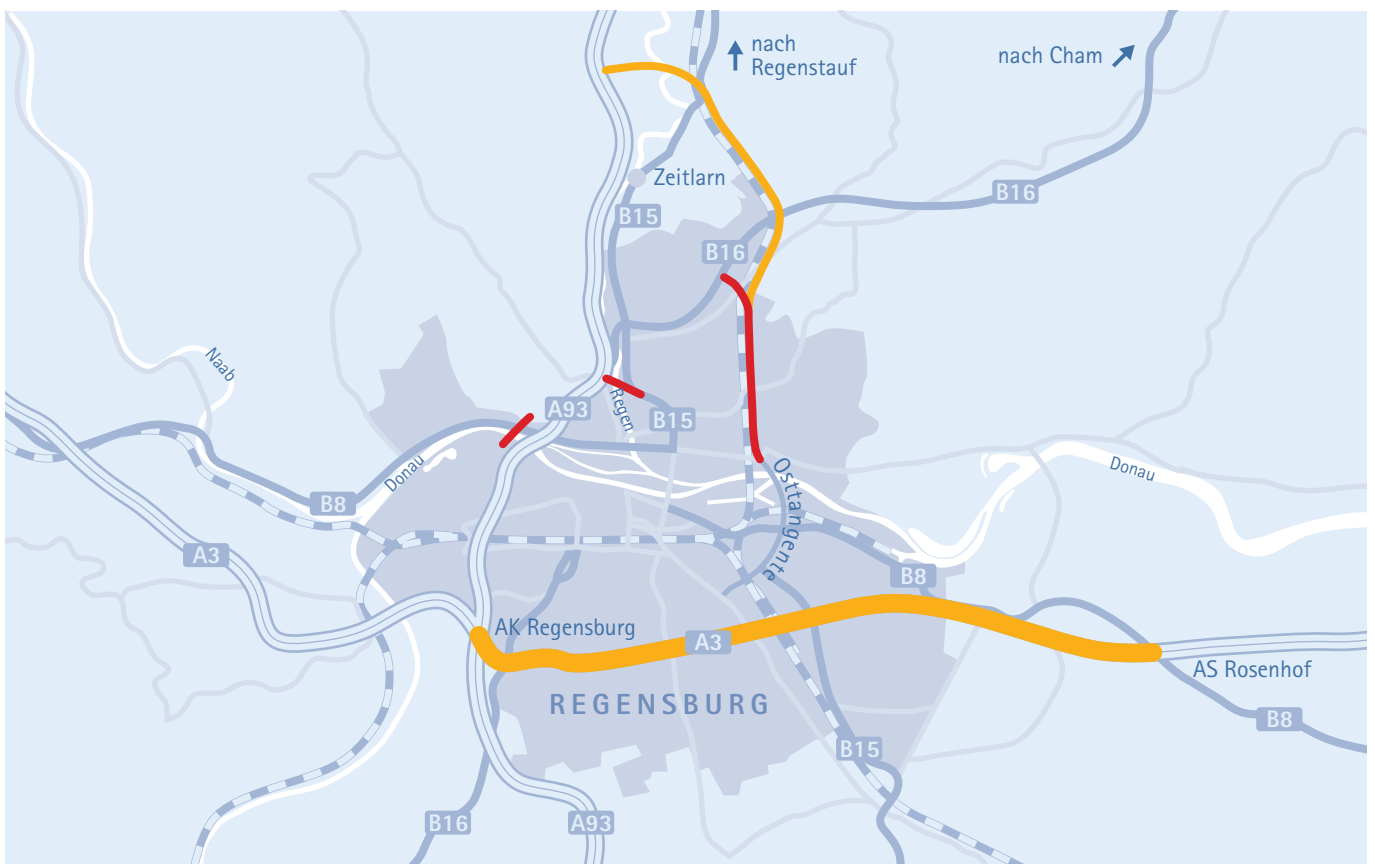 nach
Regenstauf
nach Cham
Zeitlarn
B16
B15
B16
Naab
A93
Regen
B15
Donau
Osttangente
Donau
B8
A3
B8
AK Regensburg
A3
AS Rosenhof
REGENSBURG
B8
B15
B16
A93